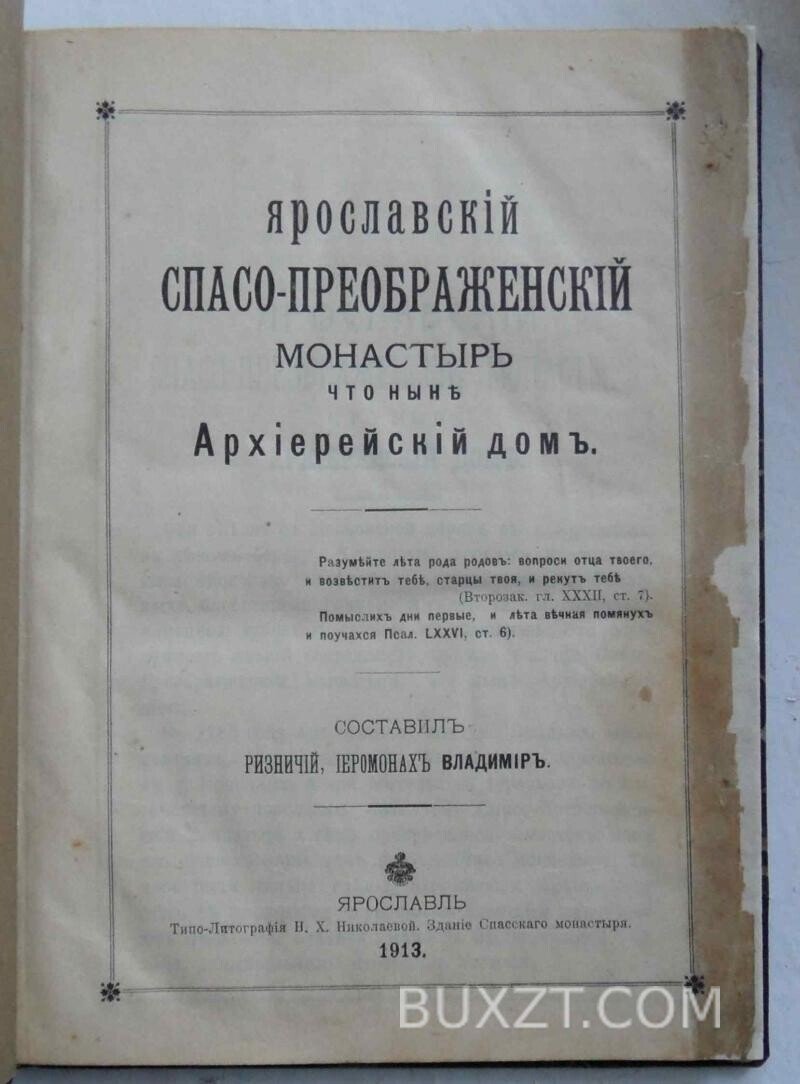 ярославскій
СПАСО-ПРЕОБРАЖЕНСКІЙ
МОНАСТЫРЬ
ЧТО НЫНѢ
Архіерейскій домъ.
Разумѣйте лѣта рода родовъ: вопроси отца твоего,
и возвѣститъ тебѣ, старцы твоя, и рекутъ тебѣ
(Второзак. гл. XXXII, ст. 7).
Помыслихъ дни первые, и лѣта вѣчная помянухъ
и поучахся Псал. LXXVI, ст. 6).
СОСТАВИЛЪ
РИЗНИЧІЙ, ІЕРОМОНАХЪ ВЛАДИМІРЪ.
ЯРОСЛАВЛЬ
Типо-Литографія Н. Х. Николаевой. Зданіе Спасскаго монастыря.
1913.
BUXZT.COM